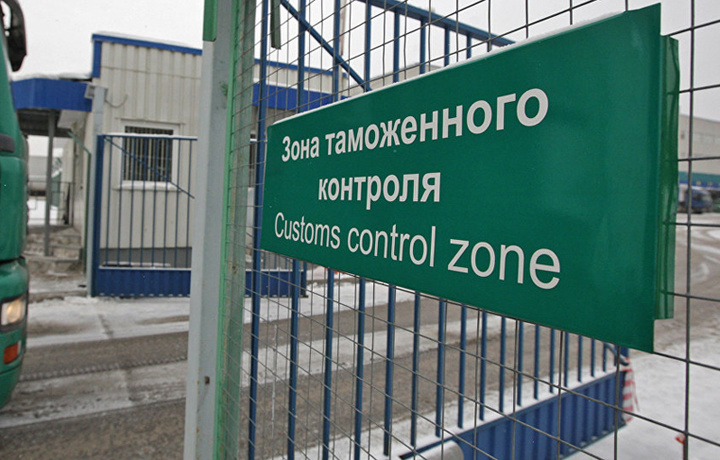 Зона таможенного
контроля
Customs control zone